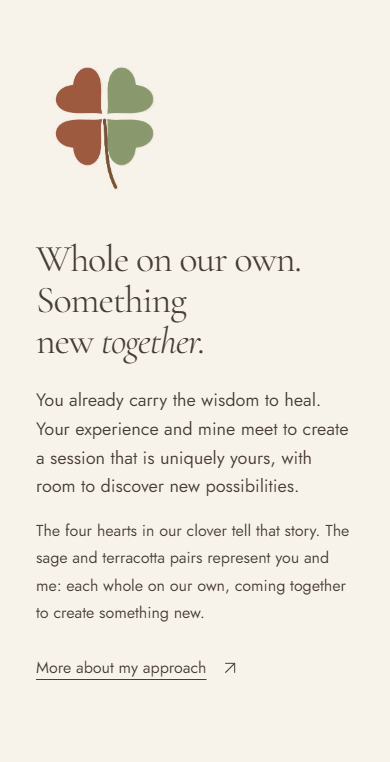 Whole on our own.
Something
new together.
You already carry the wisdom to heal.
Your experience and mine meet to create
a session that is uniquely yours, with
room to discover new possibilities.
The four hearts in our clover tell that story. The
sage and terracotta pairs represent you and
me: each whole on our own, coming together
to create something new.
More about my approach